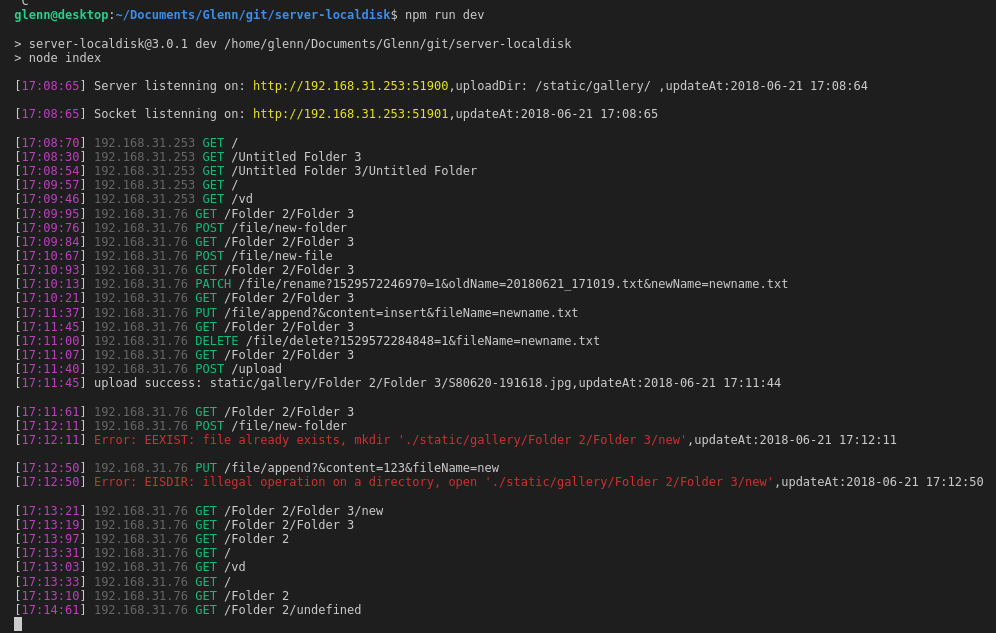 ^C
glenn@desktop:~/Documents/Glenn/git/server-localdisk$ npm run dev
> server-localdisk@3.0.1 dev /home/glenn/Documents/Glenn/git/server-localdisk
> node index
[17:08:65] Server listenning on: http://192.168.31.253:51900,uploadDir: /static/gallery/ ,updateAt:2018-06-21 17:08:64
[17:08:65] Socket listenning on: http://192.168.31.253:51901,updateAt:2018-06-21 17:08:65
[17:08:70] 192.168.31.253 GET /
[17:08:30] 192.168.31.253 GET /Untitled Folder 3
[17:08:54] 192.168.31.253 GET /Untitled Folder 3/Untitled Folder
[17:09:57] 192.168.31.253 GET /
[17:09:46] 192.168.31.253 GET /vd
[17:09:95] 192.168.31.76 GET /Folder 2/Folder 3
[17:09:76] 192.168.31.76 POST /file/new-folder
[17:09:84] 192.168.31.76 GET /Folder 2/Folder 3
[17:10:67] 192.168.31.76 POST /file/new-file
[17:10:93] 192.168.31.76 GET /Folder 2/Folder 3
[17:10:13] 192.168.31.76 PATCH /file/rename?1529572246970=1&oldName=20180621_171019.txt&newName=newname.txt
[17:10:21] 192.168.31.76 GET /Folder 2/Folder 3
[17:11:37] 192.168.31.76 PUT /file/append?&content=insert&fileName=newname.txt
[17:11:45] 192.168.31.76 GET /Folder 2/Folder 3
[17:11:00] 192.168.31.76 DELETE /file/delete?1529572284848=1&fileName=newname.txt
[17:11:07] 192.168.31.76 GET /Folder 2/Folder 3
[17:11:40] 192.168.31.76 POST /upload
[17:11:45] upload success: static/gallery/Folder 2/Folder 3/S80620-191618.jpg,updateAt:2018-06-21 17:11:44
[17:11:61] 192.168.31.76 GET /Folder 2/Folder 3
[17:12:11] 192.168.31.76 POST /file/new-folder
[17:12:11] Error: EEXIST: file already exists, mkdir './static/gallery/Folder 2/Folder 3/new',updateAt:2018-06-21 17:12:11
[17:12:50] 192.168.31.76 PUT /file/append?&content=123&fileName=new
[17:12:50] Error: EISDIR: illegal operation on a directory, open './static/gallery/Folder 2/Folder 3/new',updateAt:2018-06-21 17:12:50
[17:13:21] 192.168.31.76 GET /Folder 2/Folder 3/new
[17:13:19] 192.168.31.76 GET /Folder 2/Folder 3
[17:13:97] 192.168.31.76 GET /Folder 2
[17:13:31] 192.168.31.76 GET /
[17:13:03] 192.168.31.76 GET /vd
[17:13:33] 192.168.31.76 GET /
[17:13:10] 192.168.31.76 GET /Folder 2
[17:14:61] 192.168.31.76 GET /Folder 2/undefined